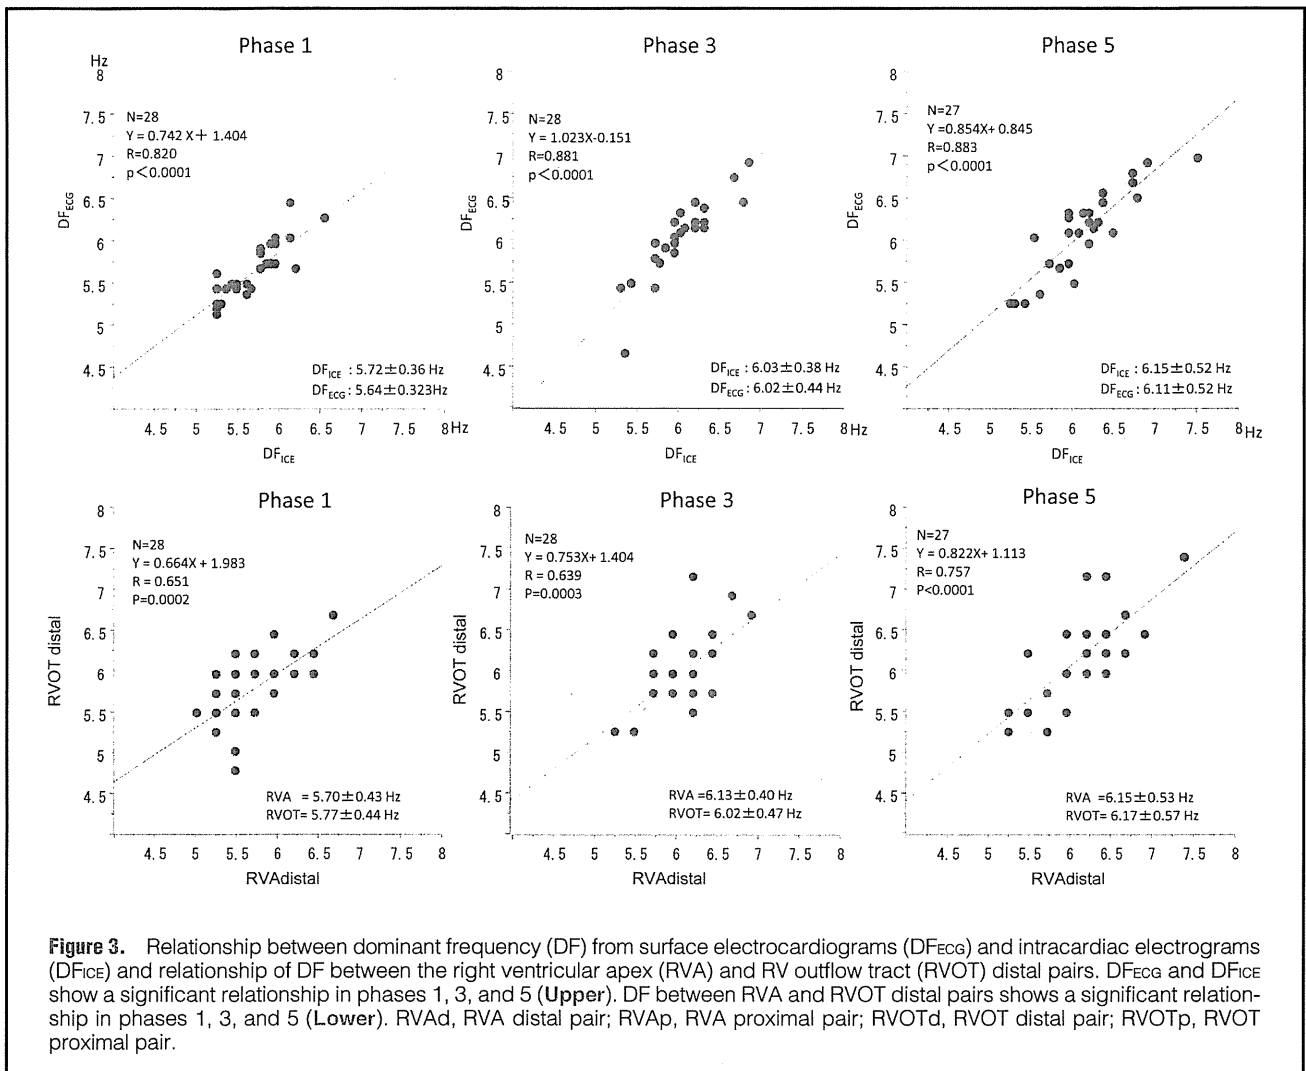 Phase 1
Hz
8
7.5
7
6.5
6
5.5
5
4.5
DFECG
N=28
Y = 0.742 X + 1.404
R=0.820
p<0.0001
DFICE : 5.72±0.36 Hz
DFECG : 5.64±0.323Hz
4.5 5 5.5 6 6.5 7 7.5 8Hz
DFICE
Phase 3
8
7.5
7
6.5
6
5.5
5
4.5
DFECG
N=28
Y = 1.023X-0.151
R=0.881
p<0.0001
DFICE : 6.03±0.38 Hz
DFECG : 6.02±0.44 Hz
4.5 5 5.5 6 6.5 7 7.5 8Hz
DFICE
Phase 5
8
7.5
7
6.5
6
5.5
5
4.5
DFECG
N=27
Y =0.854X+ 0.845
R=0.883
p<0.0001
DFICE : 6.15±0.52 Hz
DFECG : 6.11±0.52 Hz
4.5 5 5.5 6 6.5 7 7.5 8Hz
DFICE
Phase 1
8
7.5
7
6.5
6
5.5
5
4.5
RVOT distal
N=28
Y = 0.664X + 1.983
R = 0.651
P=0.0002
RVA = 5.70±0.43 Hz
RVOT= 5.77±0.44 Hz
4.5 5 5.5 6 6.5 7 7.5 8
RVAdistal
Phase 3
8
7.5
7
6.5
6
5.5
5
4.5
RVOT distal
N=28
Y = 0.753X+ 1.404
R = 0.639
P=0.0003
RVA =6.13±0.40 Hz
RVOT= 6.02±0.47 Hz
4.5 5 5.5 6 6.5 7 7.5 8
RVAdistal
Phase 5
8
7.5
7
6.5
6
5.5
5
4.5
RVOT distal
N=27
Y = 0.822X+ 1.113
R= 0.757
P<0.0001
RVA =6.15±0.53 Hz
RVOT= 6.17±0.57 Hz
4.5 5 5.5 6 6.5 7 7.5 8
RVAdistal
Figure 3. Relationship between dominant frequency (DF) from surface electrocardiograms (DFECG) and intracardiac electrograms
(DFICE) and relationship of DF between the right ventricular apex (RVA) and RV outflow tract (RVOT) distal pairs. DFECG and DFICE
show a significant relationship in phases 1, 3, and 5 (Upper). DF between RVA and RVOT distal pairs shows a significant relation-
ship in phases 1, 3, and 5 (Lower). RVAd, RVA distal pair; RVAp, RVA proximal pair; RVOTd, RVOT distal pair; RVOTp, RVOT
proximal pair.